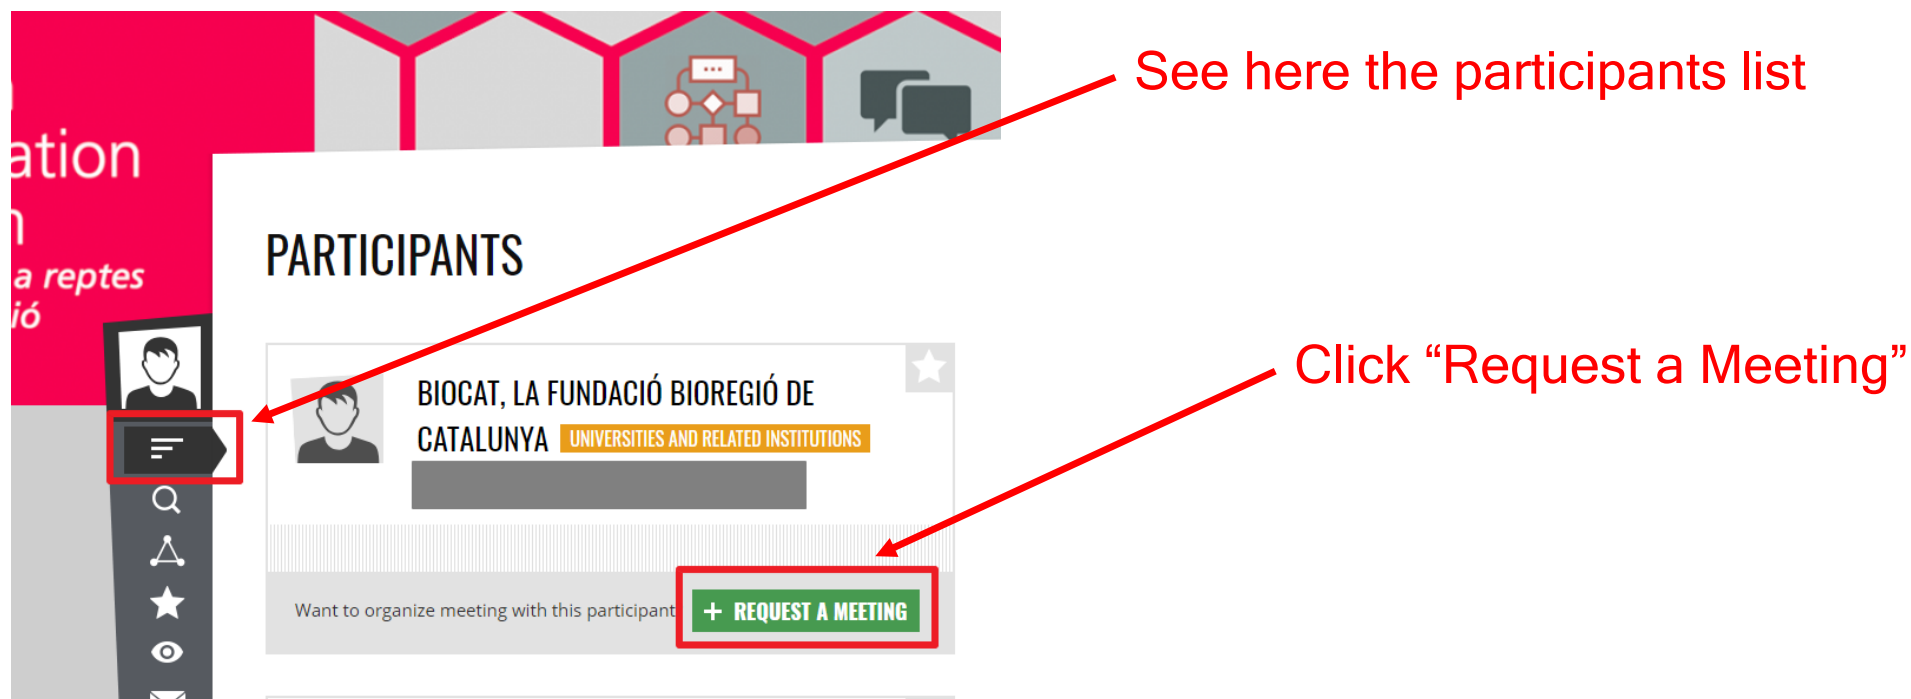 See here the participants list
ation
a reptes
ió
PARTICIPANTS
BIOCAT, LA FUNDACIÓ BIOREGIÓ DE
CATALUNYA UNIVERSITIES AND RELATED INSTITUTIONS
Click “Request a Meeting”
Want to organize meeting with this participant
+ REQUEST A MEETING